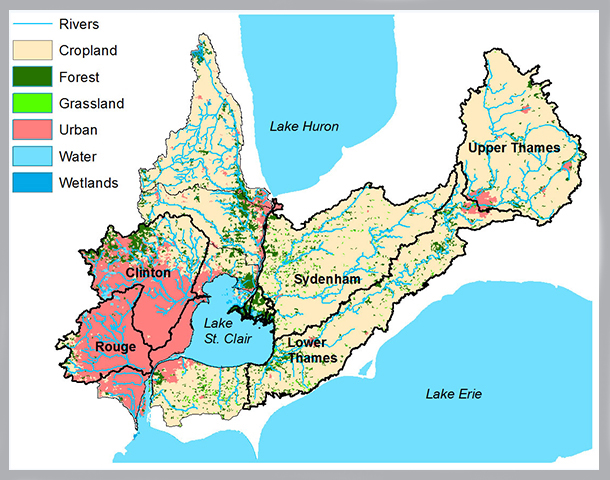 Rivers
Cropland
Forest
Grassland
Urban
Water
Wetlands
Lake Huron
Upper Thames
Clinton
Sydenham
Lake
St. Clair
Rouge
Lower
Thames
Lake Erie